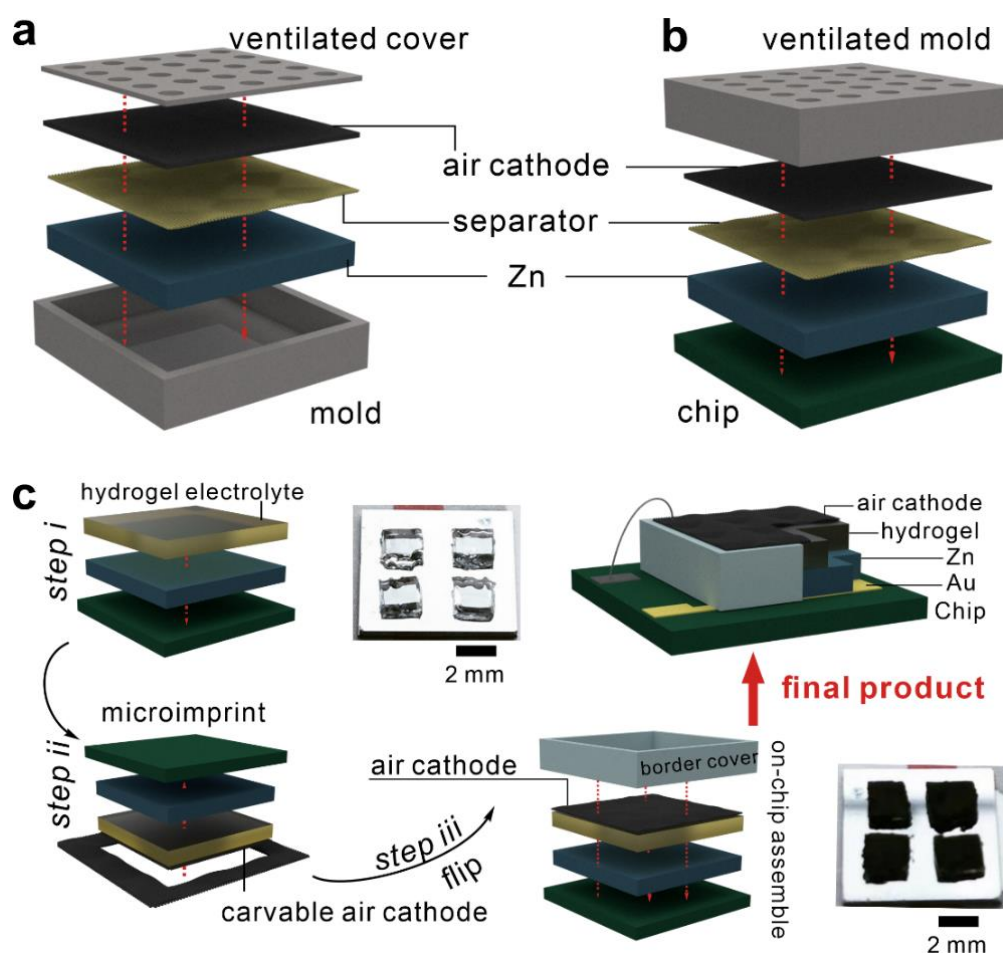 a
ventilated cover
b
ventilated mold
air cathode
separator
Zn
mold
chip
c
hydrogel electrolyte
step i
2 mm
air cathode
hydrogel
Zn
Au
Chip
final product
microimprint
step ii
air cathode
border cover
step iii
flip
carvable air cathode
on-chip assemble
2 mm